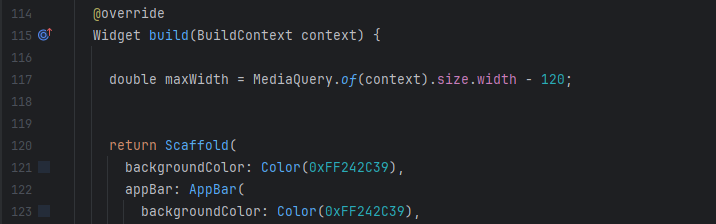 114 @override
115 Widget build(BuildContext context) {
116
117 double maxWidth = MediaQuery.of(context).size.width - 120;
118
119
120 return Scaffold(
121 backgroundColor: Color(0xFF242C39),
122 appBar: AppBar(
123 backgroundColor: Color(0xFF242C39),